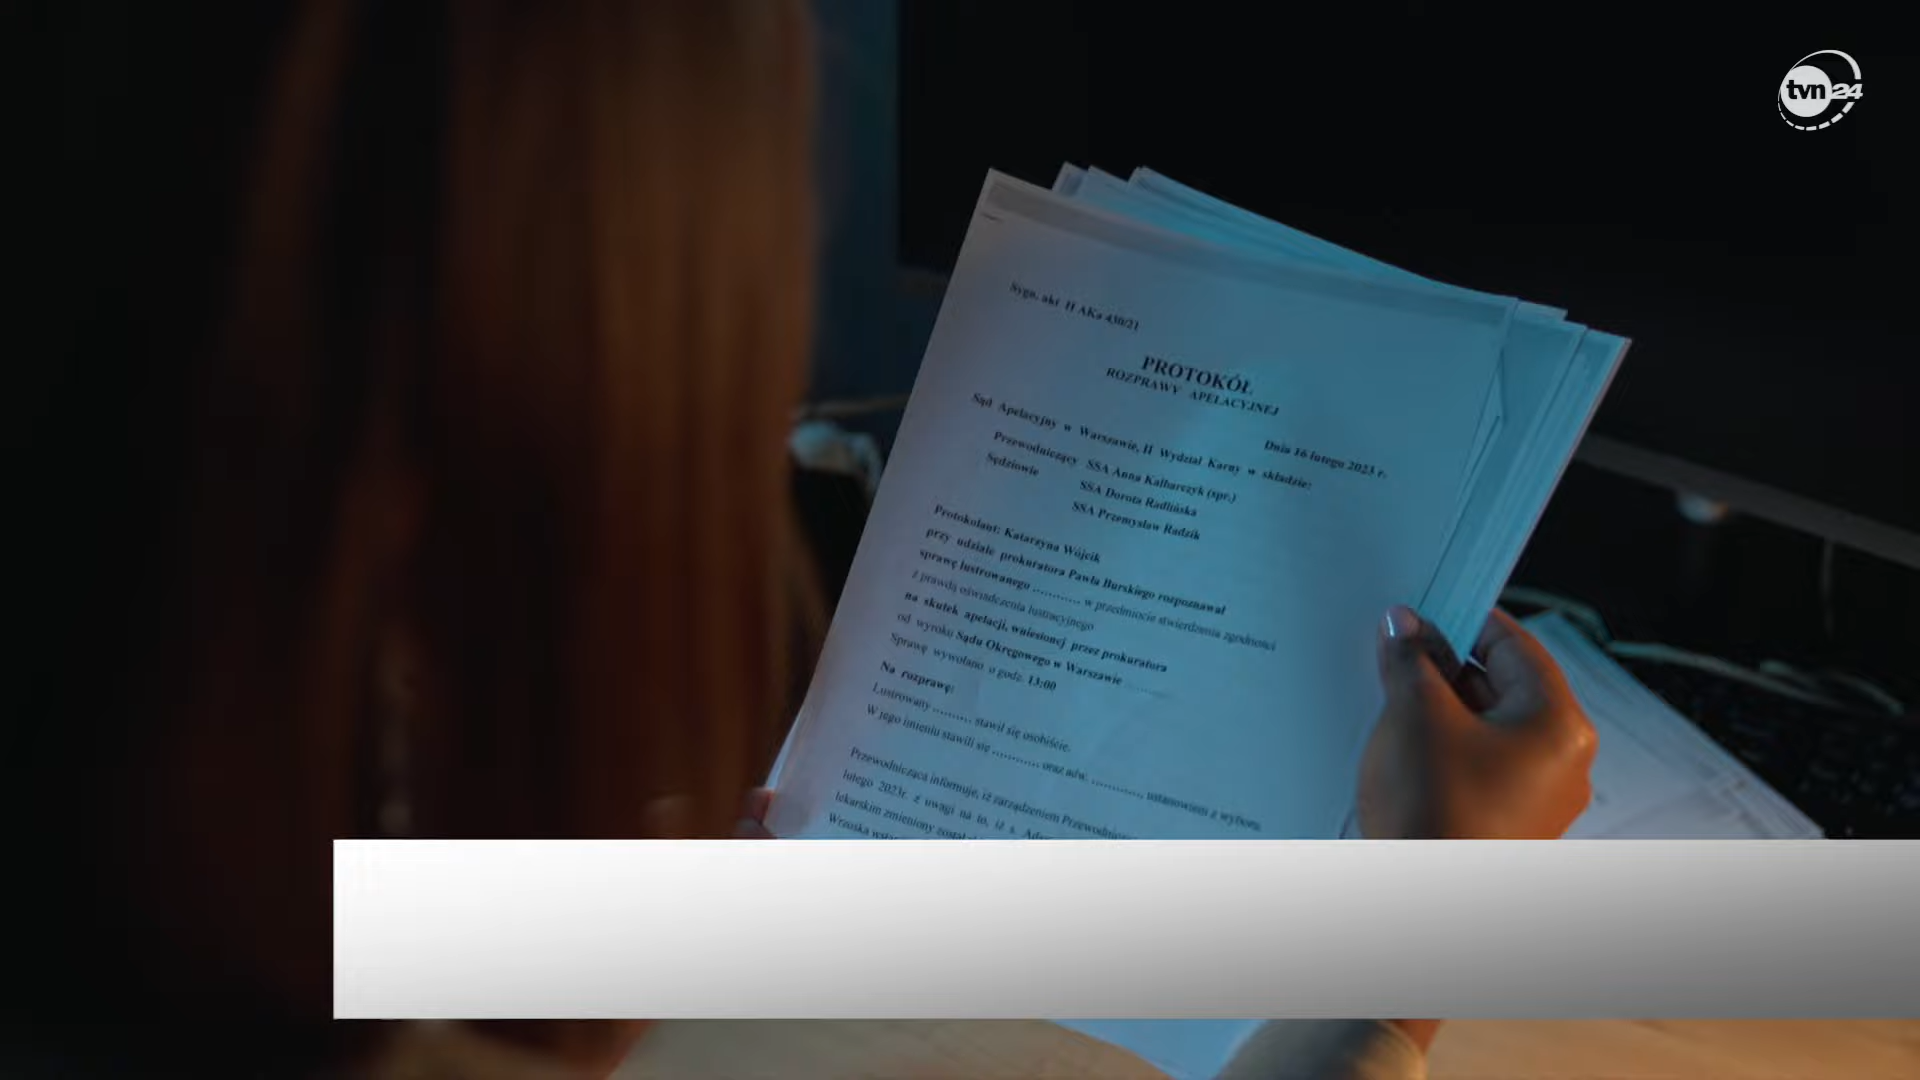 tvn24
Sygn. akt II AKa 430/21
PROTOKÓŁ
ROZPRAWY APELACYJNEJ
Dnia 16 lutego 2023 r.
Sąd Apelacyjny w Warszawie, II Wydział Karny w składzie:
Przewodniczący SSA Anna Kalbarczyk (spr.)
Sędziowie SSA Dorota Radlińska
SSA Przemysław Radzik
Protokolant: Katarzyna Wójcik
przy udziale prokuratora Pawła Burskiego rozpoznawał
sprawę lustrowanego ............ w przedmiocie stwierdzenia zgodności
z prawdą oświadczenia lustracyjnego
na skutek apelacji, wniesionej przez prokuratora
od wyroku Sądu Okręgowego w Warszawie ..........
Sprawę wywołano o godz. 13:00
Na rozprawę:
Lustrowany .......... stawił się osobiście.
W jego imieniu stawili się ............ oraz adw. ............., ustanowieni z wyboru.
Przewodnicząca informuje, iż zarządzeniem
lutego 2023r. z uwagi na to, iż s.
lekarskim zmieniony został